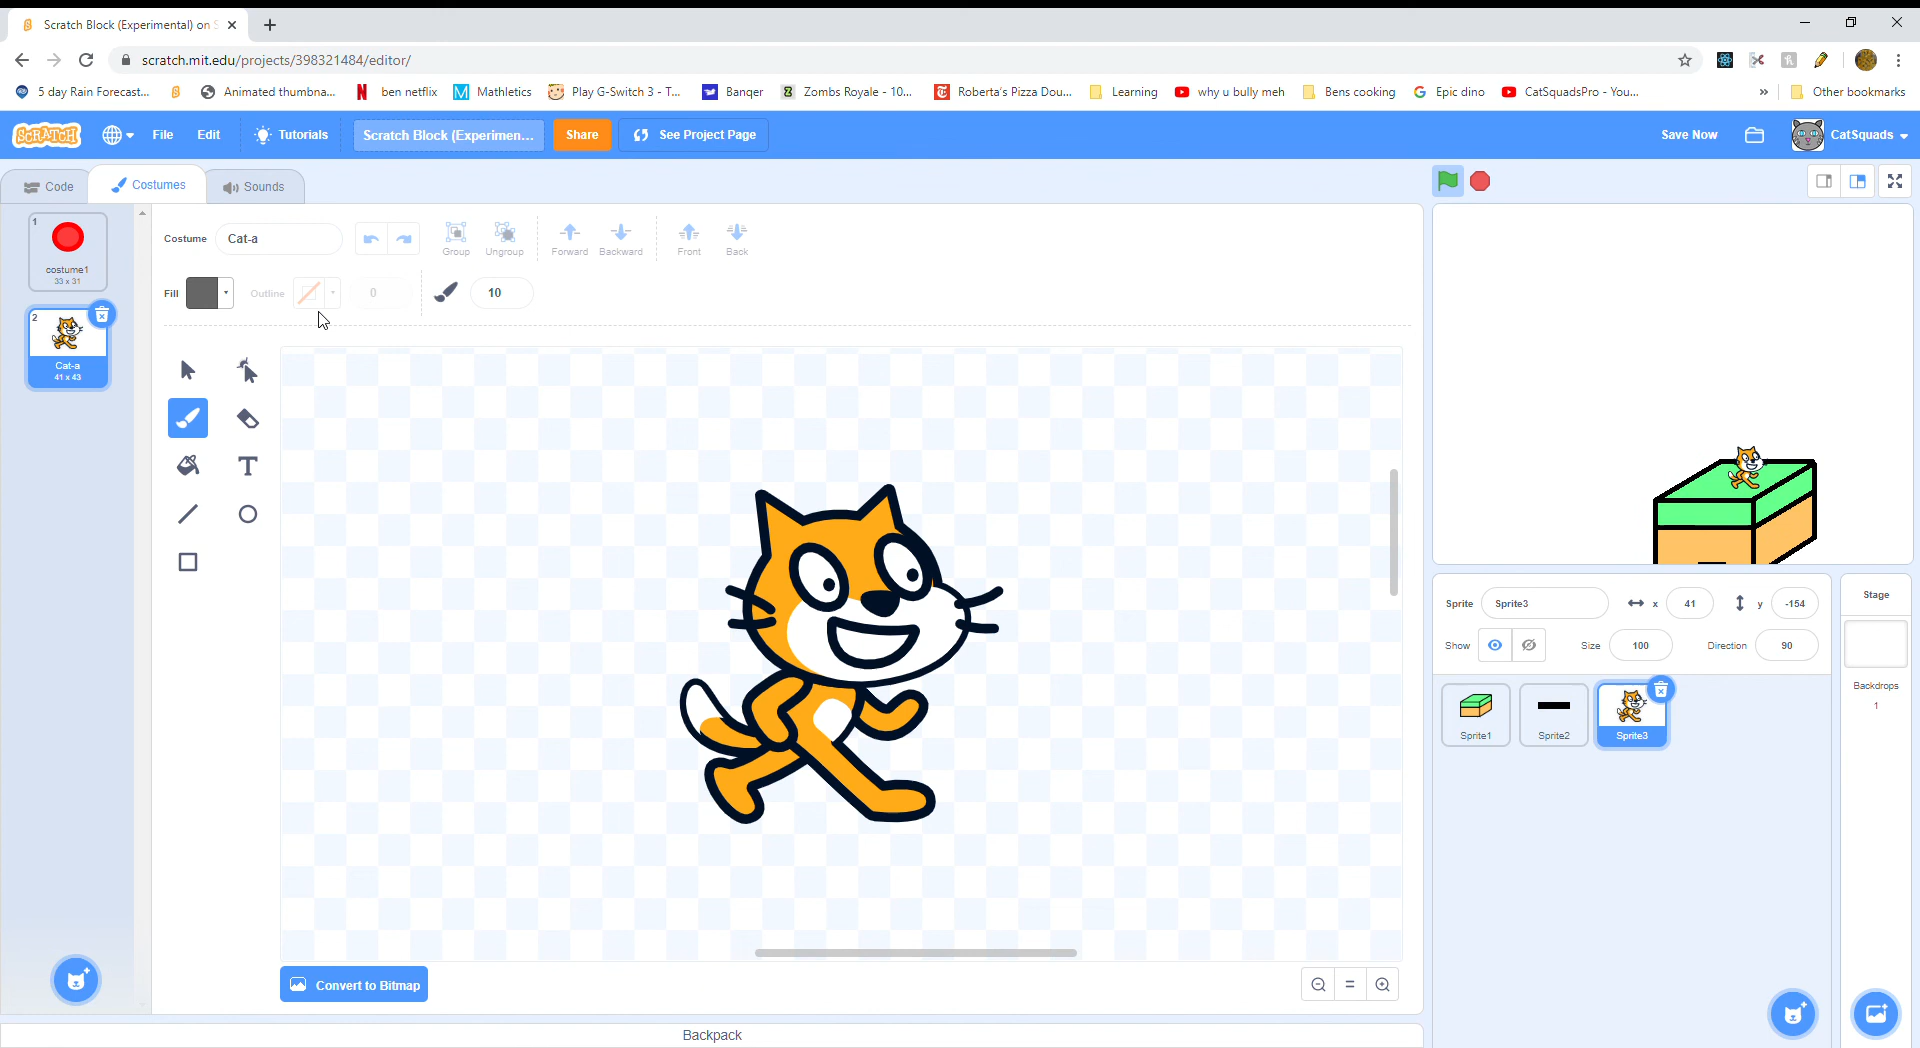 Scratch Block (Experimental) on S
scratch.mit.edu/projects/398321484/editor/
5 day Rain Forecast...
Animated thumbna...
ben netflix
Mathletics
Play G-Switch 3 - T...
Banqer
Zombs Royale - 10...
Roberta's Pizza Dou...
Learning
why u bully meh
Bens cooking
Epic dino
CatSquadsPro - You...
»
Other bookmarks
SCRATCH
File
Edit
Tutorials
Scratch Block (Experimen...
Share
See Project Page
Save Now
CatSquads
Code
Costumes
Sounds
1
costume1
33 x 31
2
Cat-a
41 x 43
Costume
Cat-a
Group
Ungroup
Forward
Backward
Front
Back
Fill
Outline
0
10
T
Convert to Bitmap
=
Backpack
Sprite
Sprite3
x
41
y
-154
Show
Size
100
Direction
90
Sprite1
Sprite2
Sprite3
Stage
Backdrops
1